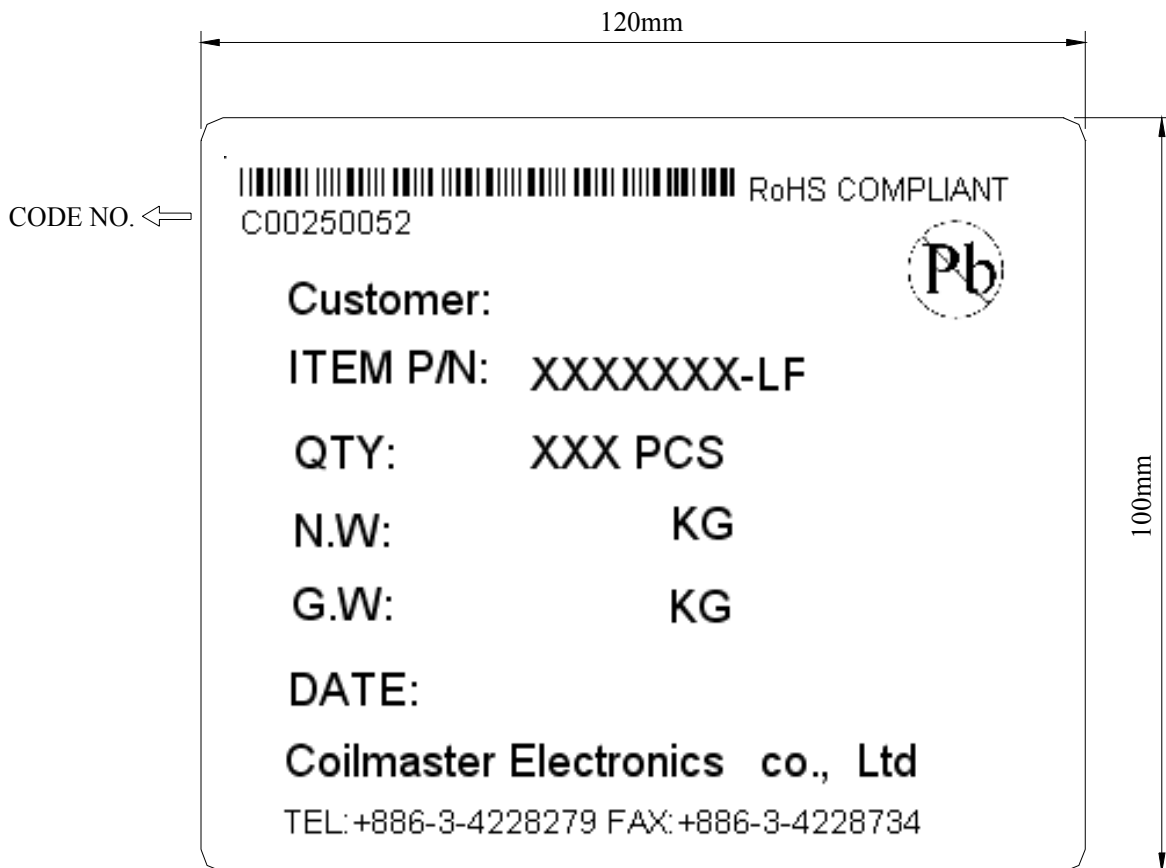 120mm
RoHS COMPLIANT
CODE NO.
C00250052
Pb
Customer:
ITEM P/N: XXXXXXX-LF
QTY: XXX PCS
N.W: KG
G.W: KG
100mm
DATE:
Coilmaster Electronics co., Ltd
TEL:+886-3-4228279 FAX:+886-3-4228734